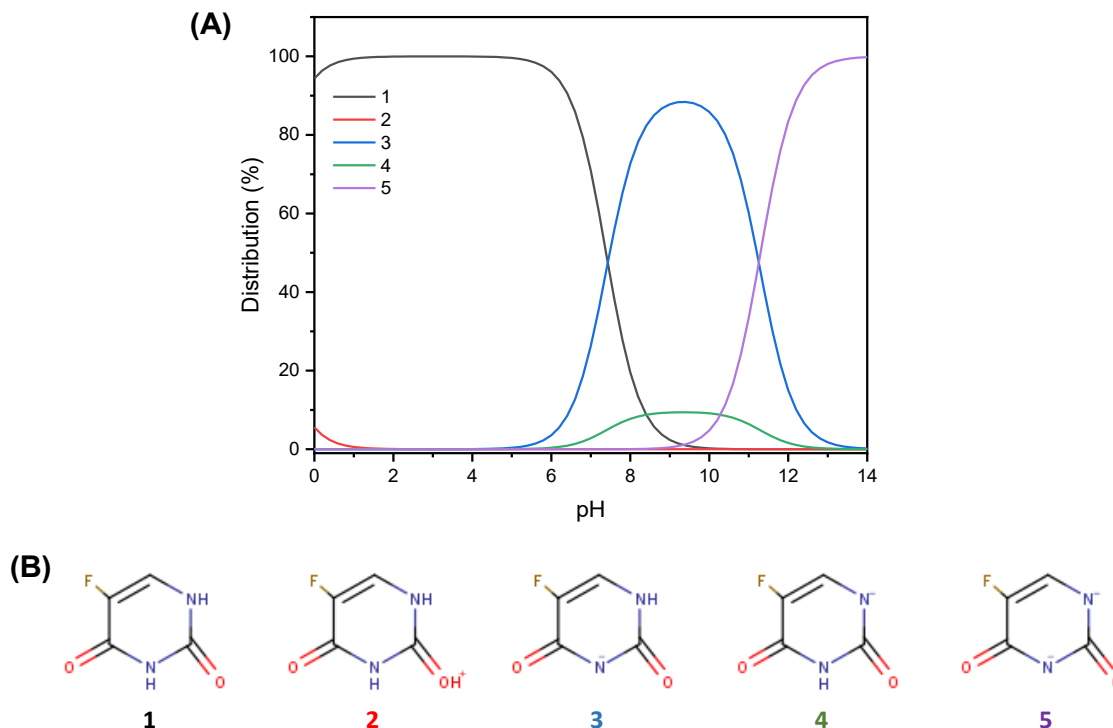 (A)
100
80
60
40
20
0
Distribution (%)
1
2
3
4
5
0 2 4 6 8 10 12 14
pH
(B)
F NH O N H O
F NH O N H OH+
F NH O N- O
F N- O N H O
F N- O N- O
1 2 3 4 5